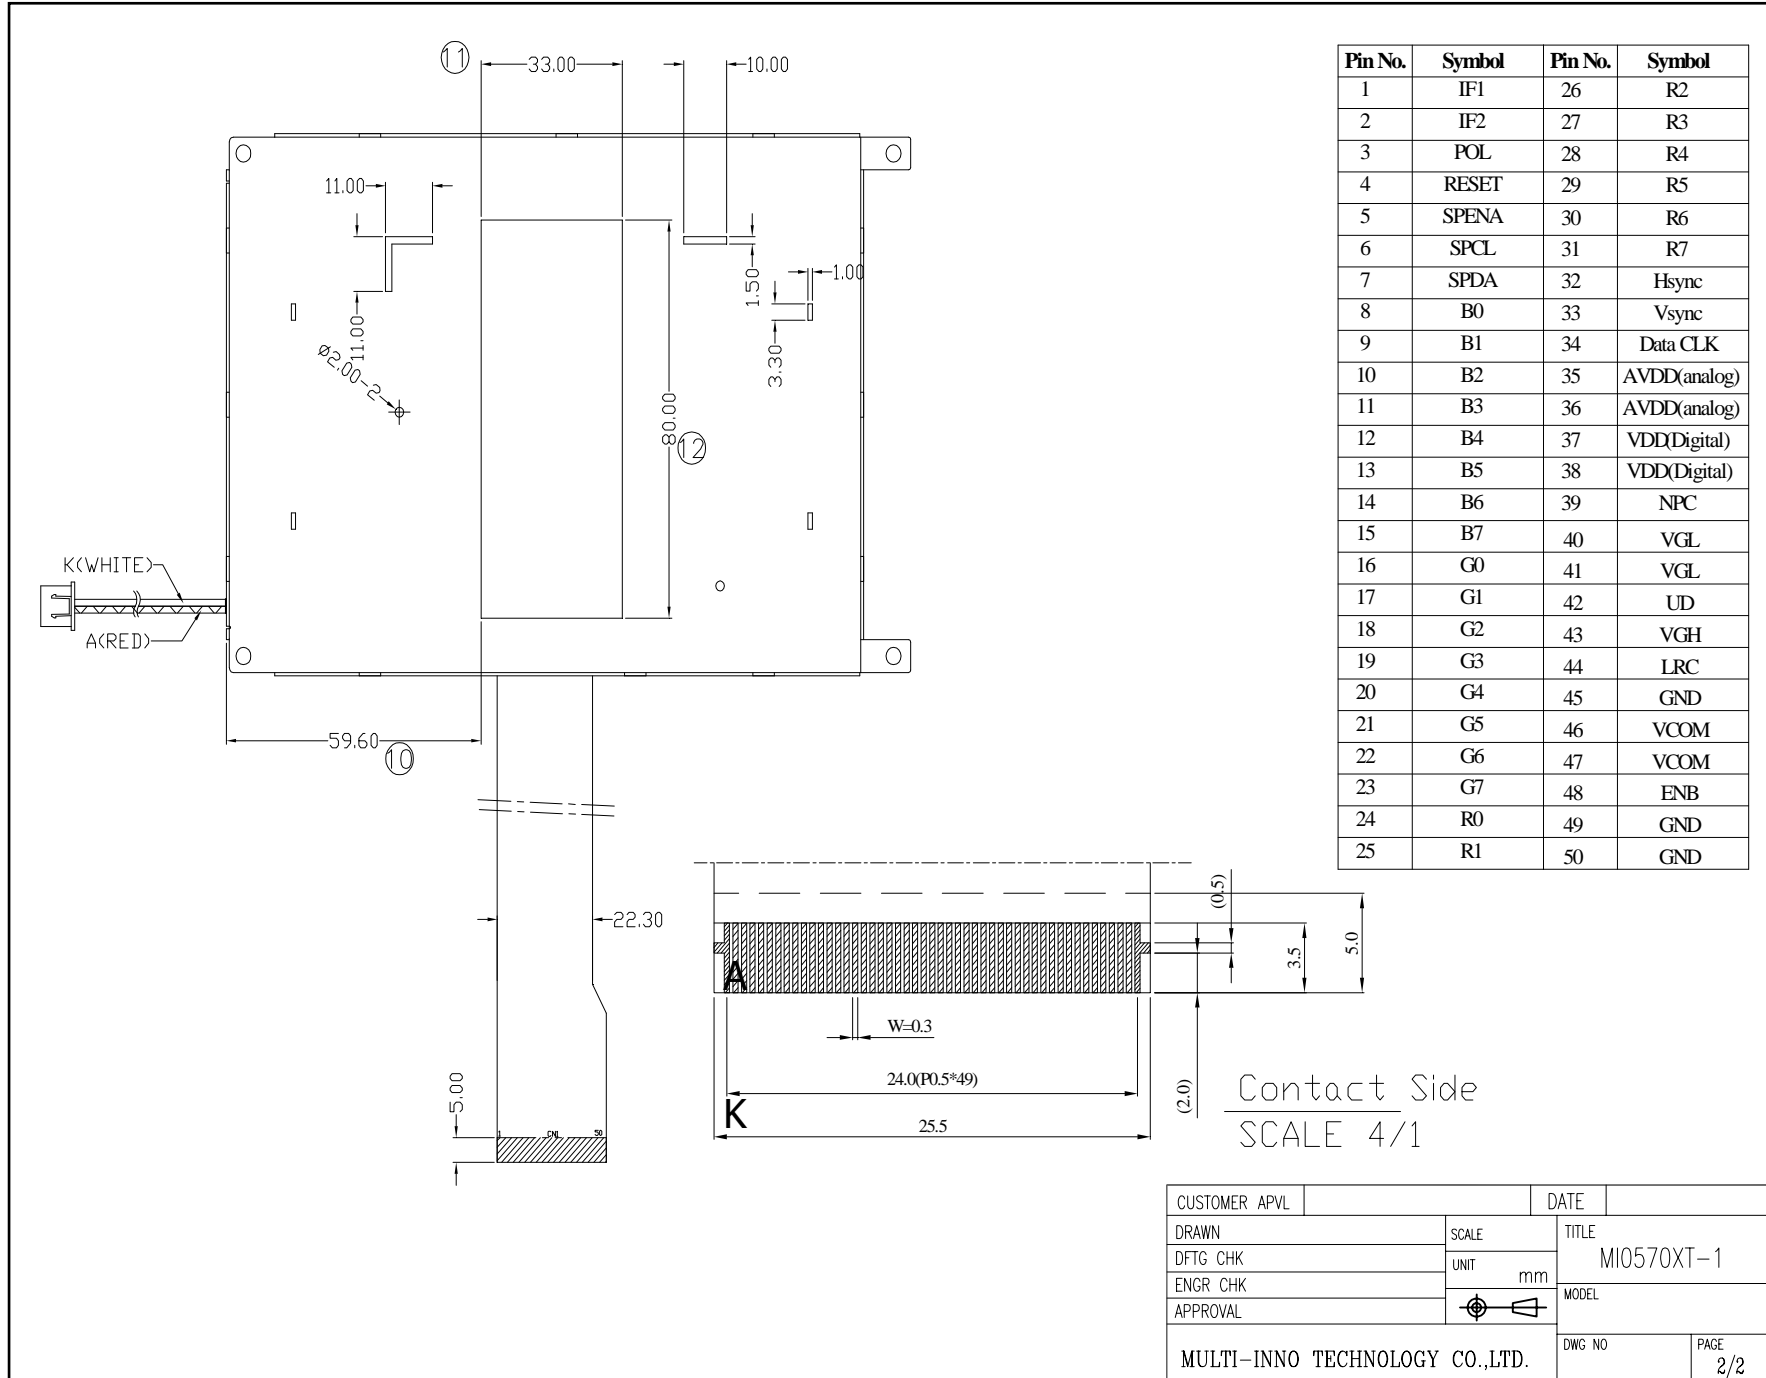 11
33.00
10.00
11.00
11.00
1.50
1.00
3.30
ø2.00-2
80.00
12
K(WHITE)
A(RED)
59.60
10
22.30
5.00
1 CN1 50
Pin No. Symbol Pin No. Symbol
1 IF1 26 R2
2 IF2 27 R3
3 POL 28 R4
4 RESET 29 R5
5 SPENA 30 R6
6 SPCL 31 R7
7 SPDA 32 Hsync
8 B0 33 Vsync
9 B1 34 Data CLK
10 B2 35 AVDD(analog)
11 B3 36 AVDD(analog)
12 B4 37 VDD(Digital)
13 B5 38 VDD(Digital)
14 B6 39 NPC
15 B7 40 VGL
16 G0 41 VGL
17 G1 42 UD
18 G2 43 VGH
19 G3 44 LRC
20 G4 45 GND
21 G5 46 VCOM
22 G6 47 VCOM
23 G7 48 ENB
24 R0 49 GND
25 R1 50 GND
(0.5)
3.5
5.0
A
W=0.3
24.0(P0.5*49)
K
25.5
(2.0)
Contact Side
SCALE 4/1
CUSTOMER APVL
DATE
DRAWN
DFTG CHK
ENGR CHK
APPROVAL
SCALE
UNIT
mm
TITLE
MI0570XT-1
MODEL
MULTI-INNO TECHNOLOGY CO.,LTD.
DWG NO
PAGE
2/2